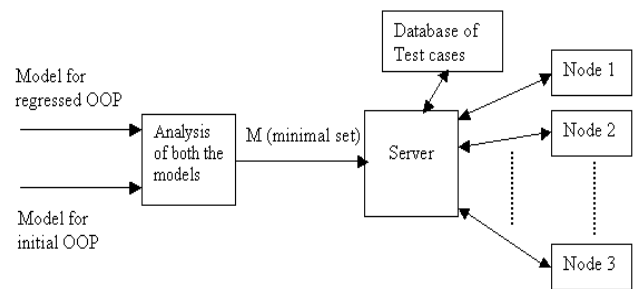 Model for
regressed OOP
Model for
initial OOP
Analysis
of both the
models
M (minimal set)
Database of
Test cases
Server
Node 1
Node 2
Node 3